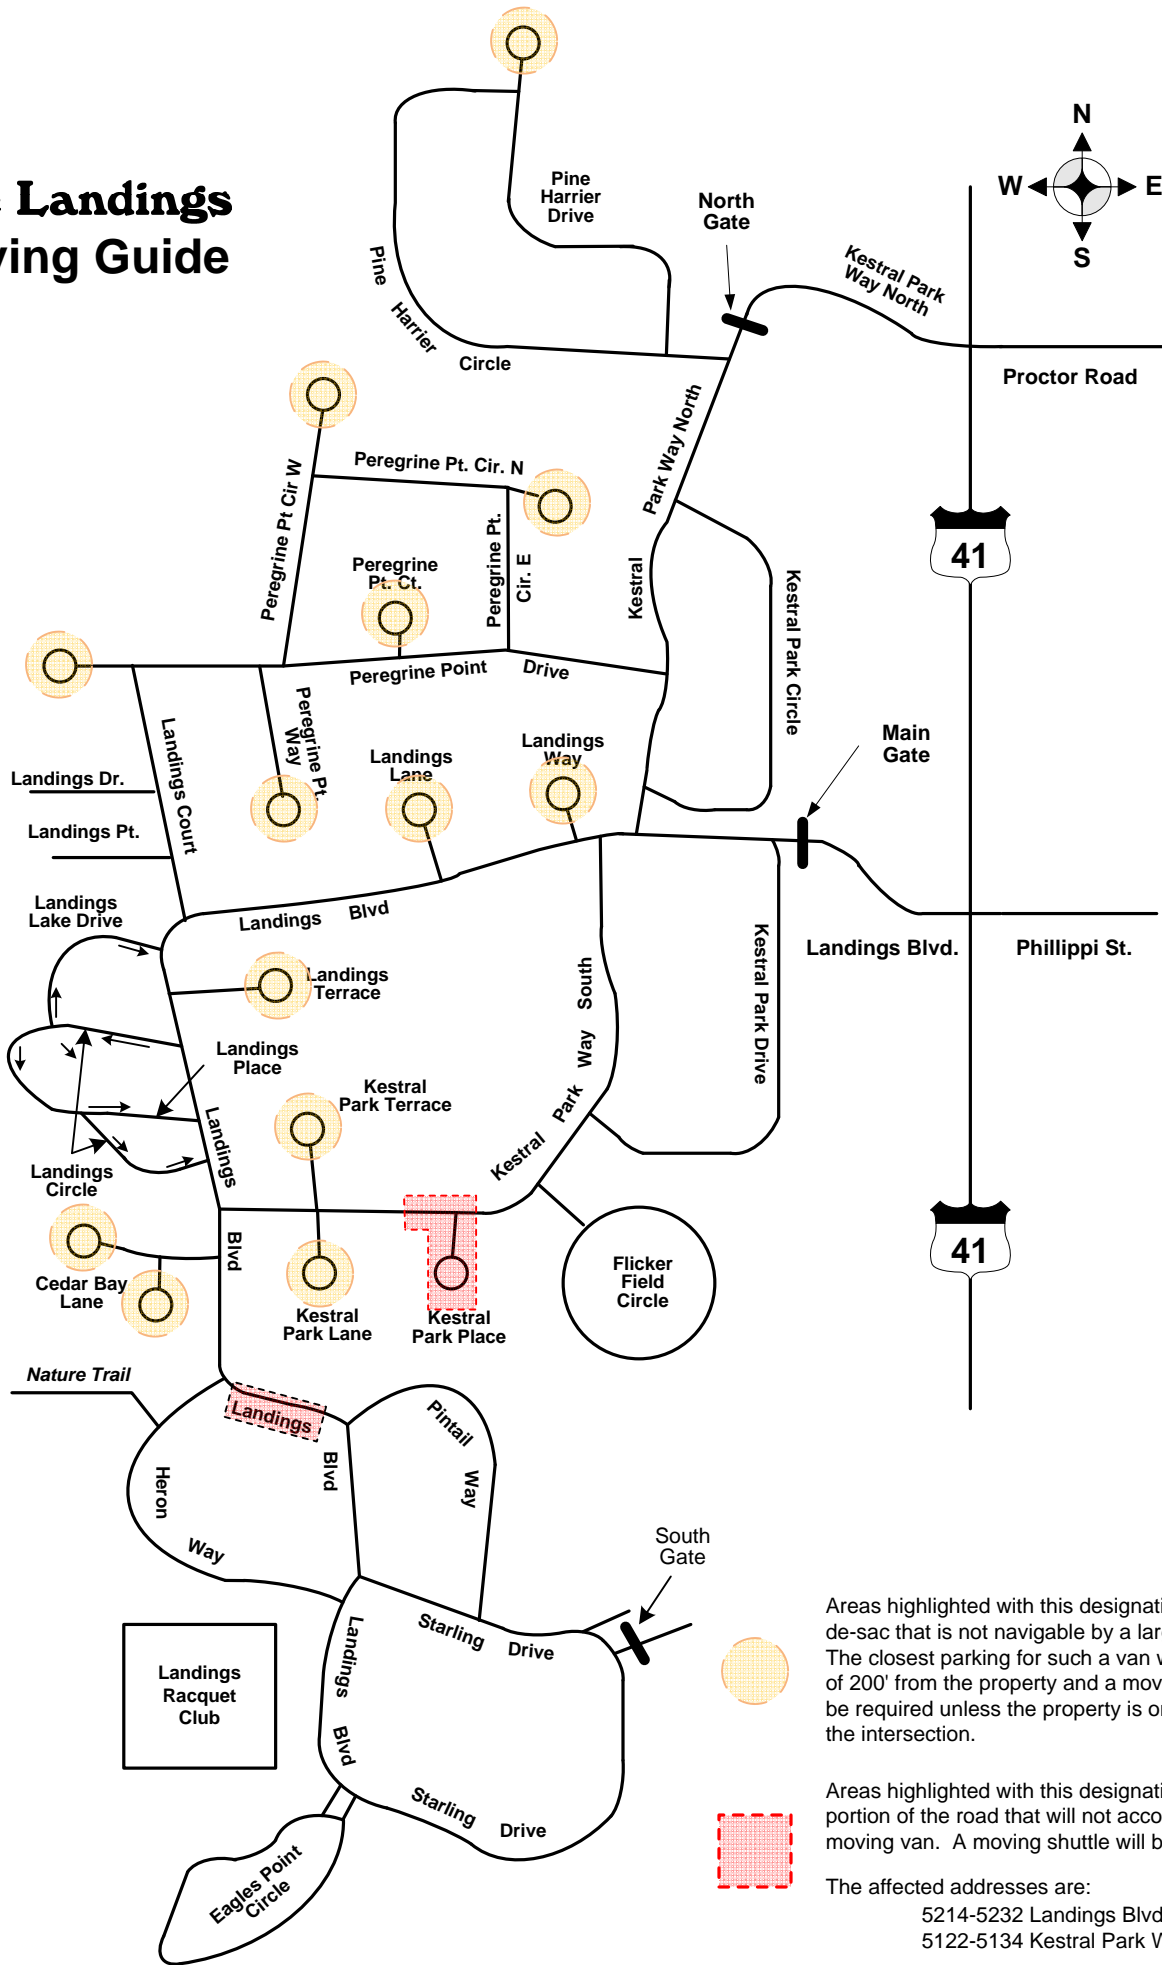 Landings
ving Guide
N
W
E
S
Pine
Harrier
Drive
North
Gate
Kestral Park
Way North
Proctor Road
Pine
Harrier
Circle
Park Way North
Kestral
Peregrine Pt. Cir. N
Peregrine Pt Cir W
Peregrine Pt.
Cir. E
41
Peregrine
Pt. Ct.
Kestral Park Circle
Peregrine Point Drive
Peregrine Pt.
Way
Landings Court
Landings
Lane
Landings
Way
Main
Gate
Landings Dr.
Landings Pt.
Landings
Lake Drive
Landings Blvd
Landings Blvd.
Phillippi St.
Landings
Terrace
Kestral Park Drive
Landings
Place
Kestral
Park Terrace
Kestral Park Way South
Landings
Blvd
Landings
Circle
41
Cedar Bay
Lane
Kestral
Park Lane
Kestral
Park Place
Flicker
Field
Circle
Nature Trail
Landings
Blvd
Pintail
Way
Heron
Way
South
Gate
Starling Drive
Landings
Blvd
Landings
Racquet
Club
Starling Drive
Eagles Point
Circle
Areas highlighted with this designati
de-sac that is not navigable by a lar
The closest parking for such a van w
of 200' from the property and a mov
be required unless the property is or
the intersection.
Areas highlighted with this designati
portion of the road that will not acco
moving van. A moving shuttle will b
The affected addresses are:
5214-5232 Landings Blvd
5122-5134 Kestral Park W